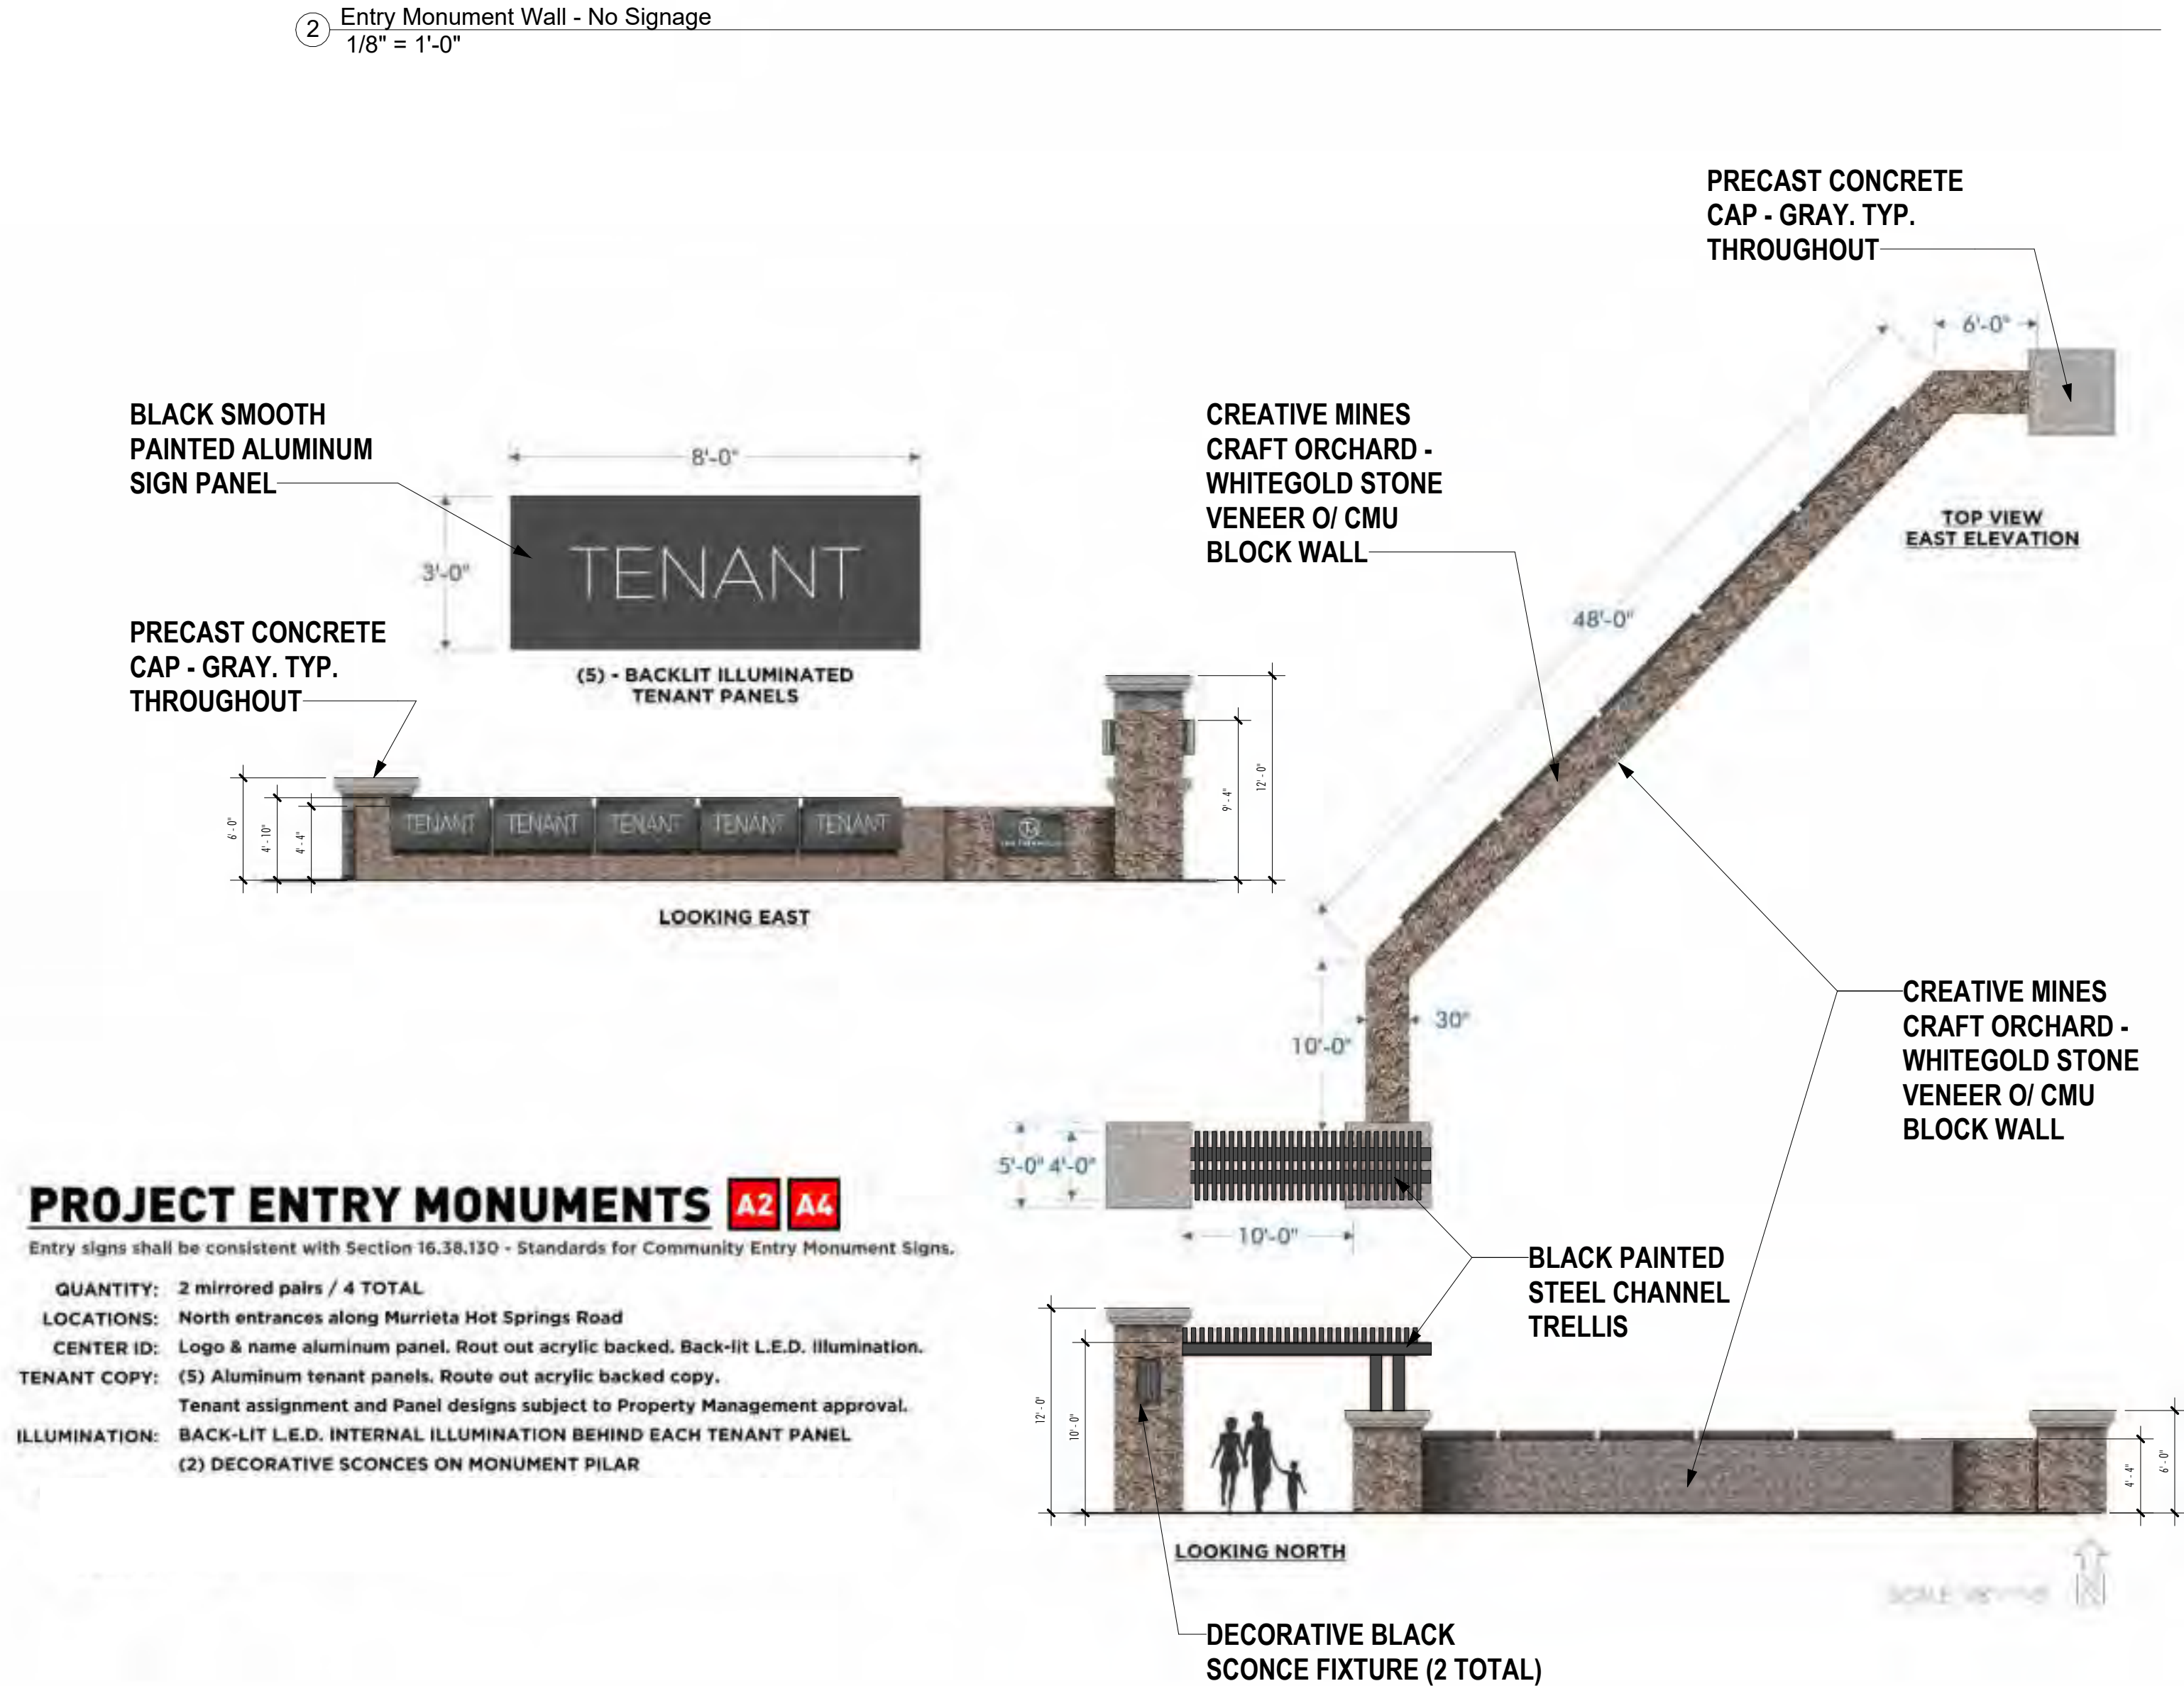 2
Entry Monument Wall - No Signage
1/8" = 1'-0"
PRECAST CONCRETE
CAP - GRAY. TYP.
THROUGHOUT
6'-0"
BLACK SMOOTH
PAINTED ALUMINUM
SIGN PANEL
8'-0"
3'-0"
TENANT
(5) - BACKLIT ILLUMINATED
TENANT PANELS
CREATIVE MINES
CRAFT ORCHARD -
WHITEGOLD STONE
VENEER O/ CMU
BLOCK WALL
TOP VIEW
EAST ELEVATION
48'-0"
PRECAST CONCRETE
CAP - GRAY. TYP.
THROUGHOUT
6' - 0"
4' - 10"
4' - 4"
TENANT TENANT TENANT TENANT TENANT
9' - 4"
12' - 0"
LOOKING EAST
30"
10'-0"
CREATIVE MINES
CRAFT ORCHARD -
WHITEGOLD STONE
VENEER O/ CMU
BLOCK WALL
5'-0" 4'-0"
10'-0"
BLACK PAINTED
STEEL CHANNEL
TRELLIS
PROJECT ENTRY MONUMENTS A2 A4
Entry signs shall be consistent with Section 16.38.130 - Standards for Community Entry Monument Signs.
QUANTITY: 2 mirrored pairs / 4 TOTAL
LOCATIONS: North entrances along Murrieta Hot Springs Road
CENTER ID: Logo & name aluminum panel. Rout out acrylic backed. Back-lit L.E.D. Illumination.
TENANT COPY: (5) Aluminum tenant panels. Route out acrylic backed copy.
Tenant assignment and Panel designs subject to Property Management approval.
ILLUMINATION: BACK-LIT L.E.D. INTERNAL ILLUMINATION BEHIND EACH TENANT PANEL
(2) DECORATIVE SCONCES ON MONUMENT PILAR
12' - 0"
10' - 0"
4' - 4"
6' - 0"
LOOKING NORTH
SCALE
N
DECORATIVE BLACK
SCONCE FIXTURE (2 TOTAL)